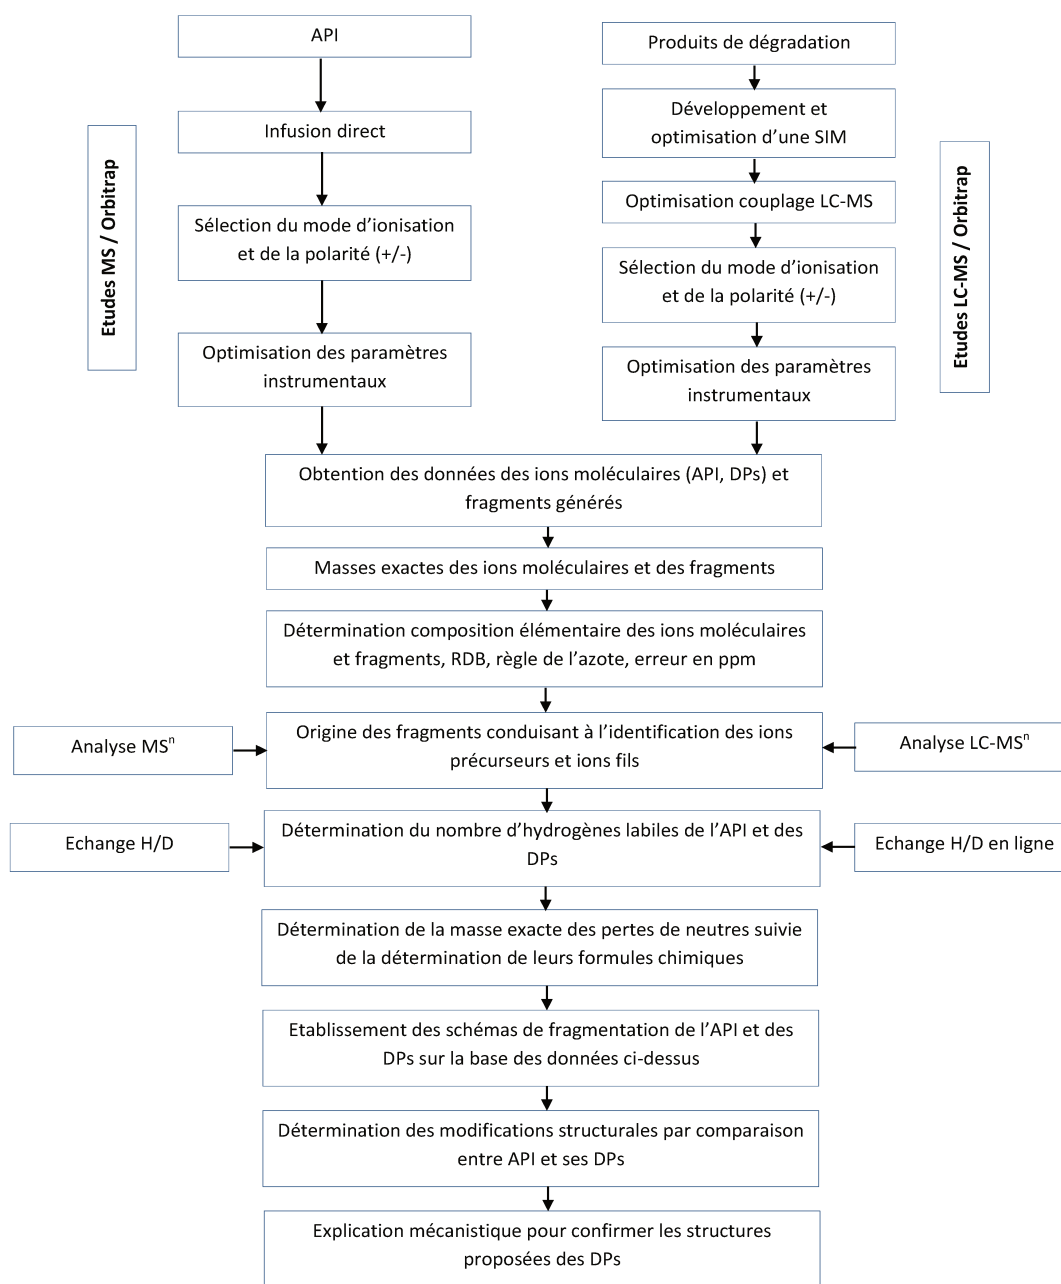 API
Infusion direct
Sélection du mode d'ionisation
et de la polarité (+/-)
Optimisation des paramètres
instrumentaux
Etudes MS / Orbitrap
Produits de dégradation
Développement et
optimisation d'une SIM
Optimisation couplage LC-MS
Sélection du mode d'ionisation
et de la polarité (+/-)
Optimisation des paramètres
instrumentaux
Etudes LC-MS / Orbitrap
Obtention des données des ions moléculaires (API, DPs) et
fragments générés
Masses exactes des ions moléculaires et des fragments
Détermination composition élémentaire des ions moléculaires
et fragments, RDB, règle de l'azote, erreur en ppm
Analyse MSⁿ
Origine des fragments conduisant à l'identification des ions
précurseurs et ions fils
Analyse LC-MSⁿ
Echange H/D
Détermination du nombre d'hydrogènes labiles de l'API et des
DPs
Echange H/D en ligne
Détermination de la masse exacte des pertes de neutres suivie
de la détermination de leurs formules chimiques
Etablissement des schémas de fragmentation de l'API et des
DPs sur la base des données ci-dessus
Détermination des modifications structurales par comparaison
entre API et ses DPs
Explication mécanistique pour confirmer les structures
proposées des DPs